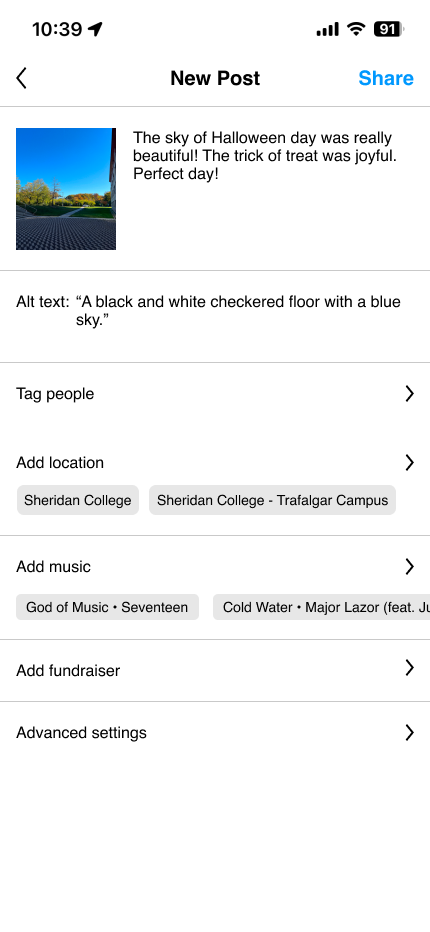 10:39
91
New Post
Share
The sky of Halloween day was really
beautiful! The trick of treat was joyful.
Perfect day!
Alt text: “A black and white checkered floor with a blue
sky.”
Tag people
Add location
Sheridan College
Sheridan College - Trafalgar Campus
Add music
God of Music • Seventeen
Cold Water • Major Lazor (feat. Ju
Add fundraiser
Advanced settings